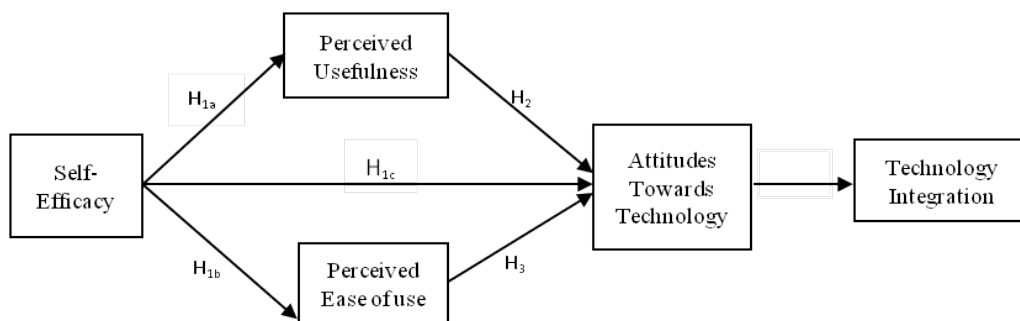 Perceived
Usefulness
H1a
H2
Self-
Efficacy
H1c
Attitudes
Towards
Technology
Technology
Integration
H1b
Perceived
Ease of use
H3